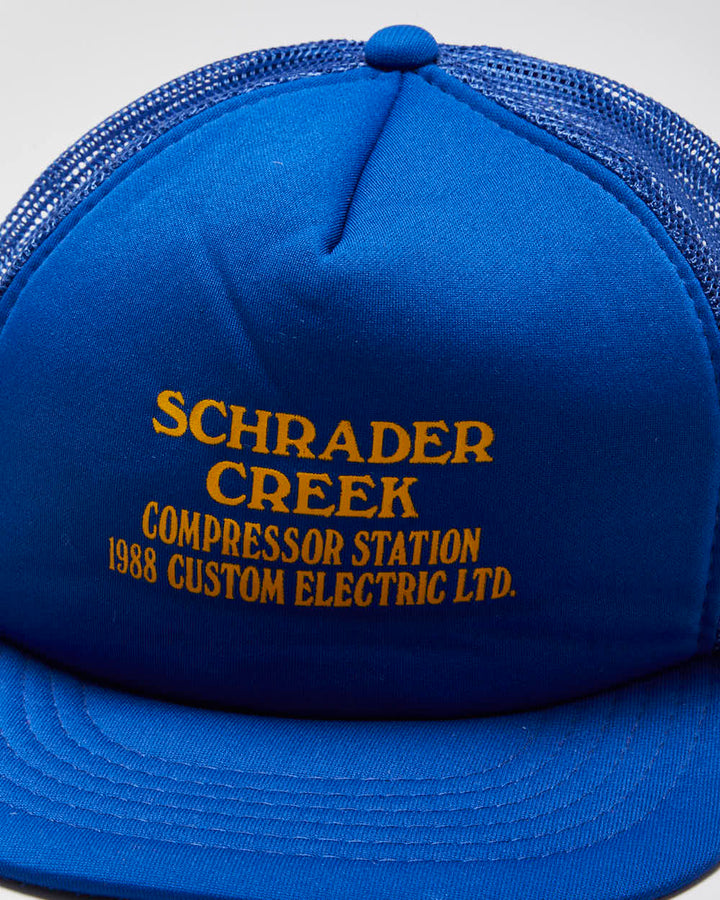 SCHRADER
CREEK
COMPRESSOR STATION
1988 CUSTOM ELECTRIC LTD.